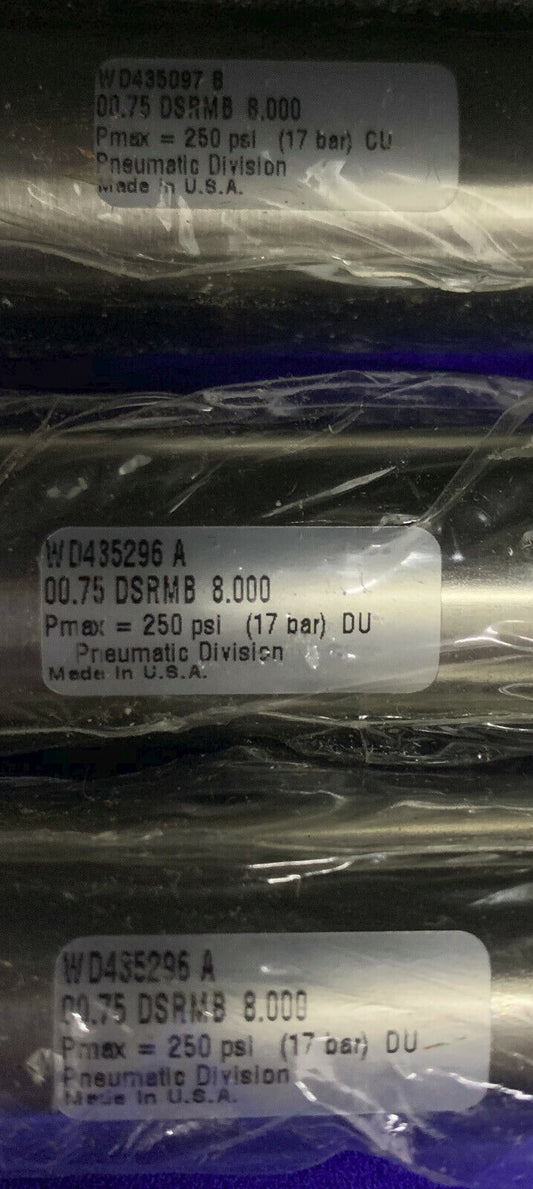 WD435097 B
00.75 DSRMB 8.000
Pmax = 250 psi (17 bar) CU
Pneumatic Division
Made in U.S.A.
WD435296 A
00.75 DSRMB 8.000
Pmax = 250 psi (17 bar) DU
Pneumatic Division
Made in U.S.A.
WD435296 A
00.75 DSRMB 8.000
Pmax = 250 psi (17 bar) DU
Pneumatic Division
Made in U.S.A.